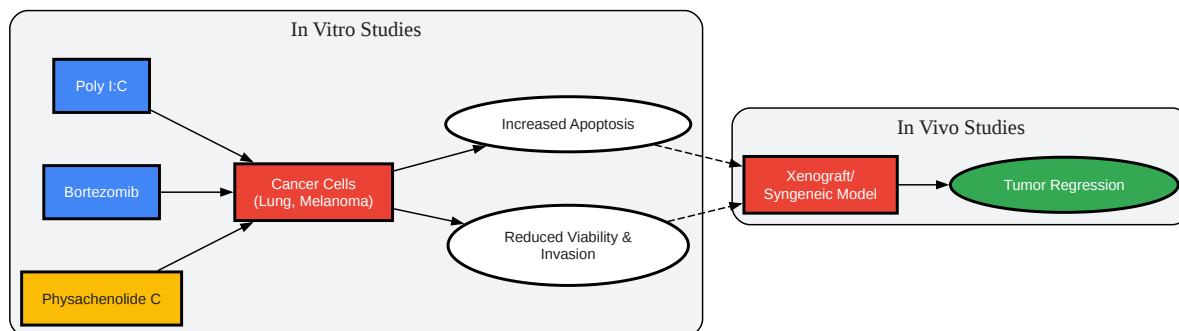 In Vitro Studies
Poly I:C
Bortezomib
Physachenolide C
Cancer Cells
(Lung, Melanoma)
Increased Apoptosis
Reduced Viability &
Invasion
In Vivo Studies
Xenograft/
Syngeneic Model
Tumor Regression